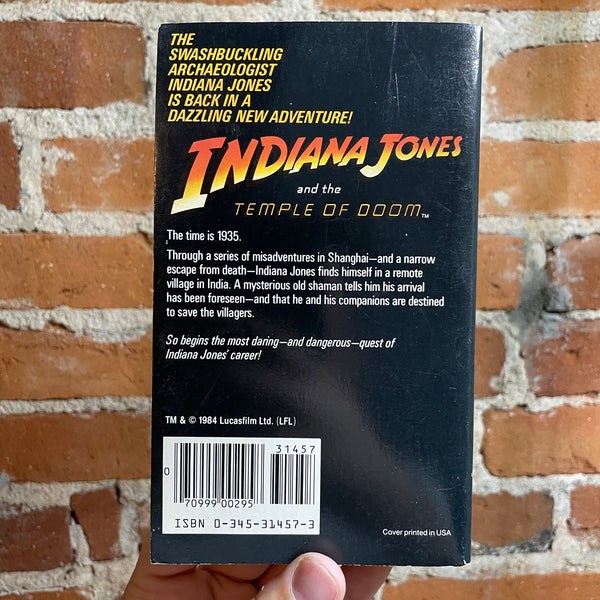 THE
SWASHBUCKLING
ARCHAEOLOGIST
INDIANA JONES
IS BACK IN A
DAZZLING NEW ADVENTURE!
INDIANA JONES
and the
TEMPLE OF DOOM™
The time is 1935.
Through a series of misadventures in Shanghai—and a narrow
escape from death—Indiana Jones finds himself in a remote
village in India. A mysterious old shaman tells him his arrival
has been foreseen—and that he and his companions are destined
to save the villagers.
So begins the most daring—and dangerous—quest of
Indiana Jones' career!
TM & © 1984 Lucasfilm Ltd. (LFL)
31457
0
70999 00295
ISBN 0-345-31457-3
Cover printed in USA